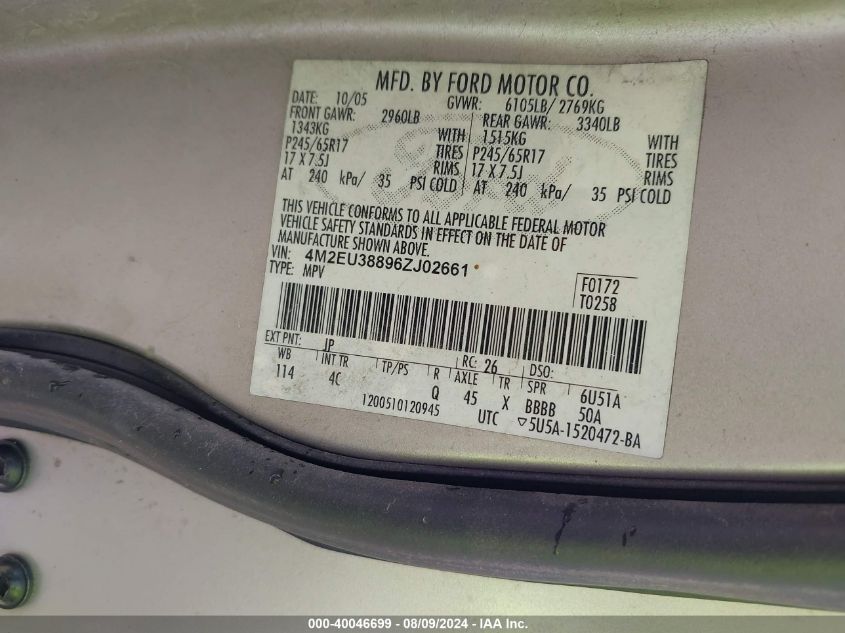 MFD. BY FORD MOTOR CO.
DATE: 10/05 GVWR: 6105LB/ 2769KG
FRONT GAWR: 2960LB REAR GAWR: 3340LB
1343KG WITH 1515KG WITH
P245/65R17 TIRES P245/65R17 TIRES
17 X 7.5J RIMS 17 X 7.5J RIMS
AT 240 kPa/ 35 PSI COLD AT 240 kPa/ 35 PSI COLD
THIS VEHICLE CONFORMS TO ALL APPLICABLE FEDERAL MOTOR
VEHICLE SAFETY STANDARDS IN EFFECT ON THE DATE OF
MANUFACTURE SHOWN ABOVE.
VIN: 4M2EU38896ZJ02661
TYPE: MPV
F0172
T0258
EXT PNT: JP RC: 26 DSO:
WB INT TR TP/PS R AXLE TR SPR 6U51A
114 4C Q 45 X BBBB 50A
1200510120945 UTC ▽5U5A-1520472-BA
000-40046699 - 08/09/2024 - IAA Inc.